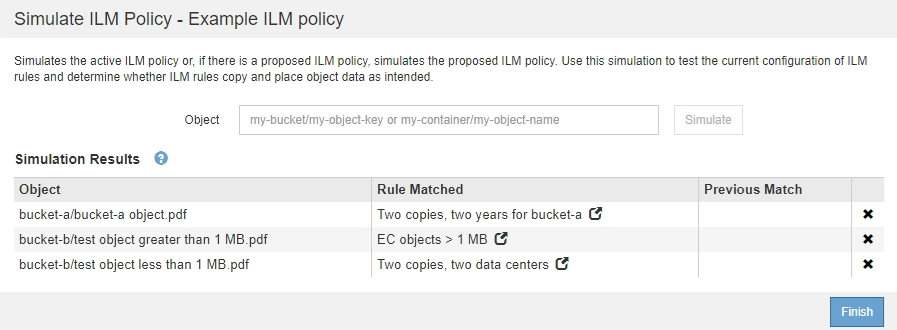 Simulate ILM Policy - Example ILM policy
Simulates the active ILM policy or, if there is a proposed ILM policy, simulates the proposed ILM policy. Use this simulation to test the current configuration of ILM
rules and determine whether ILM rules copy and place object data as intended.
Object my-bucket/my-object-key or my-container/my-object-name Simulate
Simulation Results ?
Object Rule Matched Previous Match
bucket-a/bucket-a object.pdf Two copies, two years for bucket-a
bucket-b/test object greater than 1 MB.pdf EC objects > 1 MB
bucket-b/test object less than 1 MB.pdf Two copies, two data centers
Finish